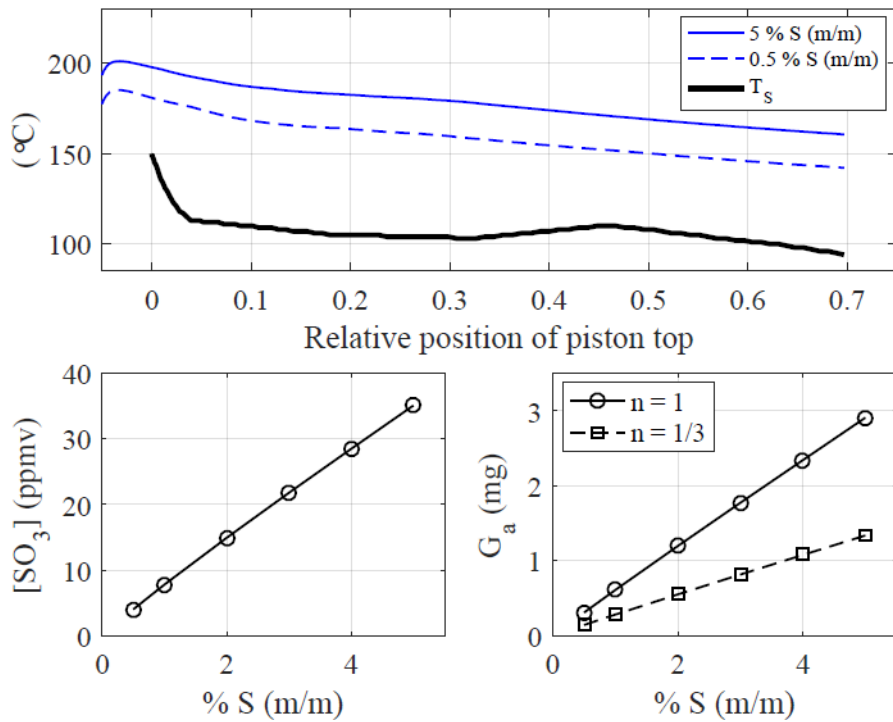 5 % S (m/m)
0.5 % S (m/m)
T_S
200
150
100
(°C)
0 0.1 0.2 0.3 0.4 0.5 0.6 0.7
Relative position of piston top
40
30
20
10
0
[SO_3] (ppmv)
0 2 4
% S (m/m)
n = 1
n = 1/3
3
2
1
0
G_a (mg)
0 2 4
% S (m/m)